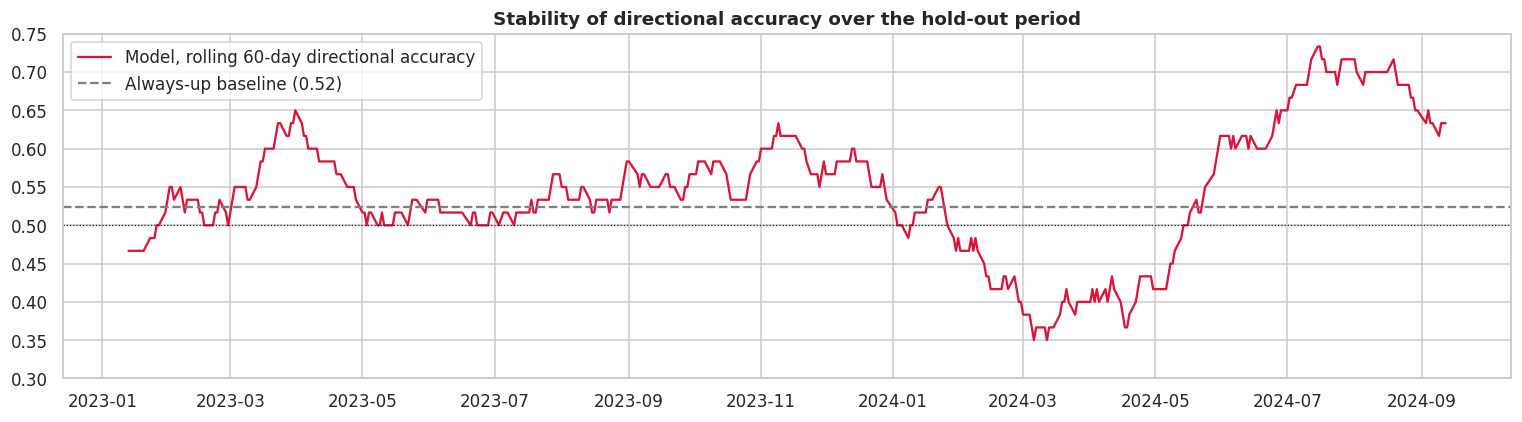 Stability of directional accuracy over the hold-out period
0.75
0.70
0.65
0.60
0.55
0.50
0.45
0.40
0.35
0.30
Model, rolling 60-day directional accuracy
Always-up baseline (0.52)
2023-01 2023-03 2023-05 2023-07 2023-09 2023-11 2024-01 2024-03 2024-05 2024-07 2024-09